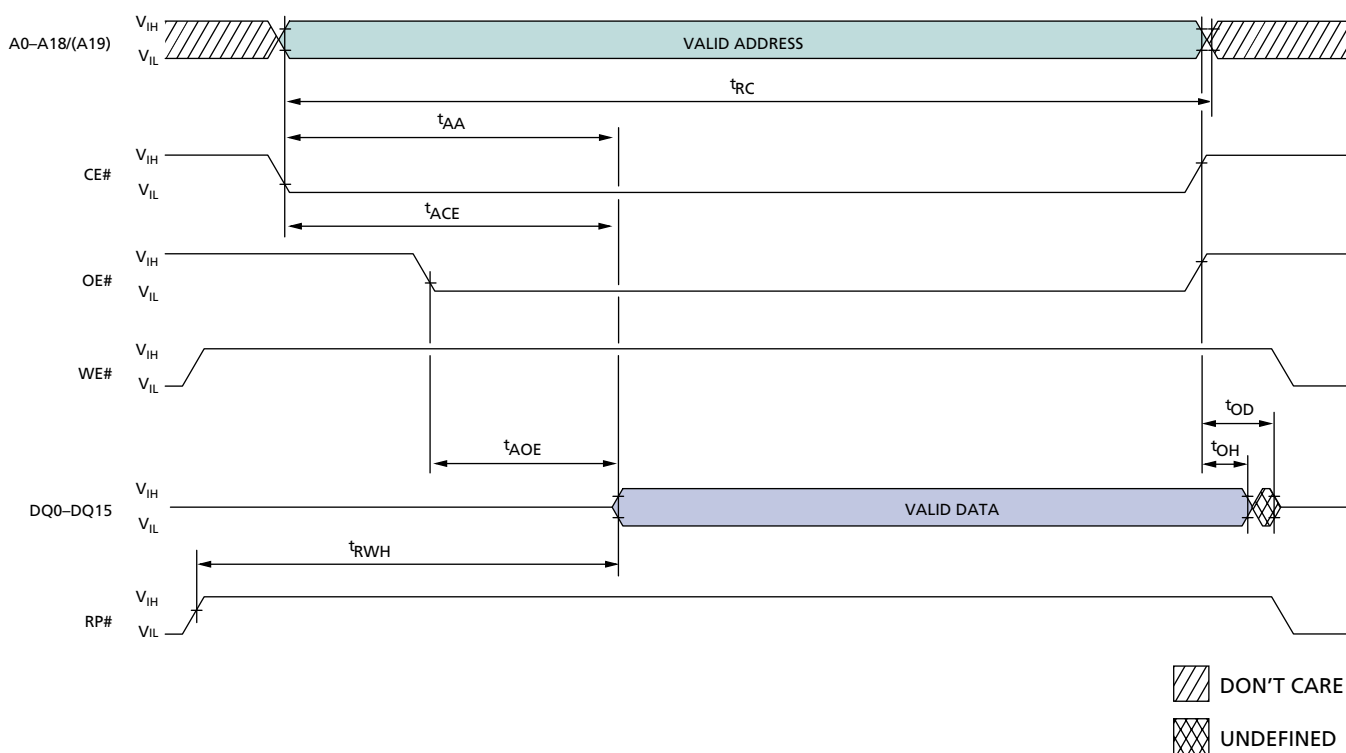 A0–A18/(A19)
VIH
VIL
VALID ADDRESS
tRC
tAA
CE#
VIH
VIL
tACE
OE#
VIH
VIL
WE#
VIH
VIL
tAOE
tOD
tOH
DQ0–DQ15
VIH
VIL
VALID DATA
tRWH
RP#
VIH
VIL
DON'T CARE
UNDEFINED